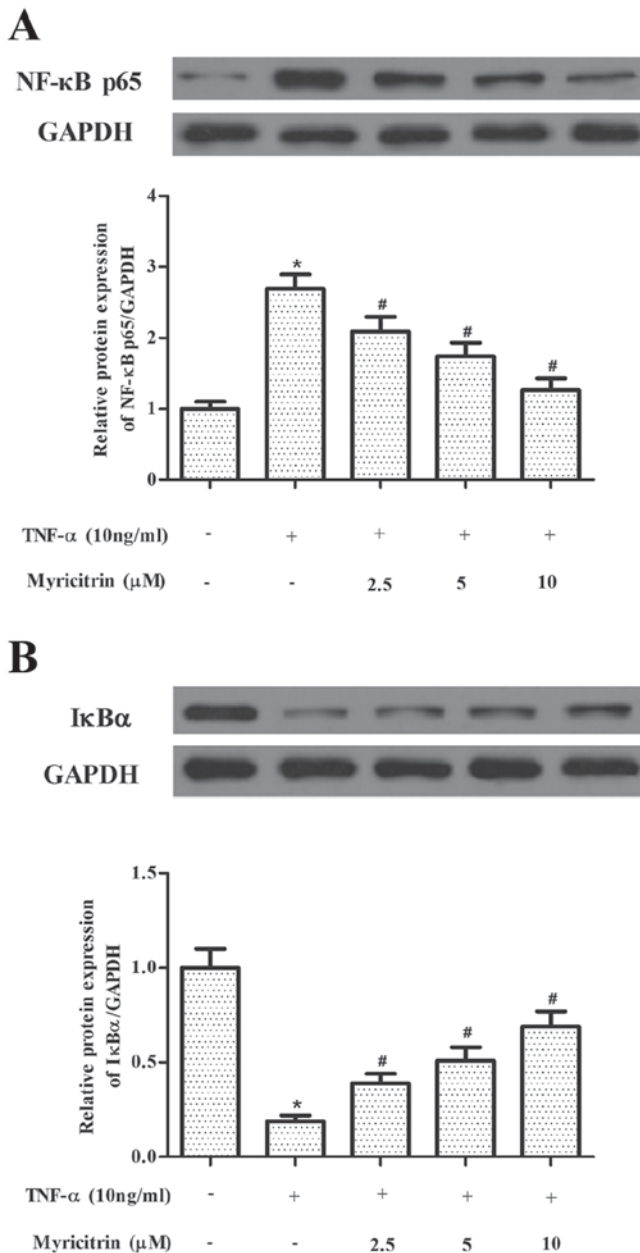 A
NF-κB p65
GAPDH
Relative protein expression
of NF-κB p65/GAPDH
4
3
2
1
0
*
#
#
#
TNF-α (10ng/ml) - + + + +
Myricitrin (μM) - - 2.5 5 10
B
IκBα
GAPDH
Relative protein expression
of IκBα/GAPDH
1.5
1.0
0.5
0.0
*
#
#
#
TNF-α (10ng/ml) - + + + +
Myricitrin (μM) - - 2.5 5 10